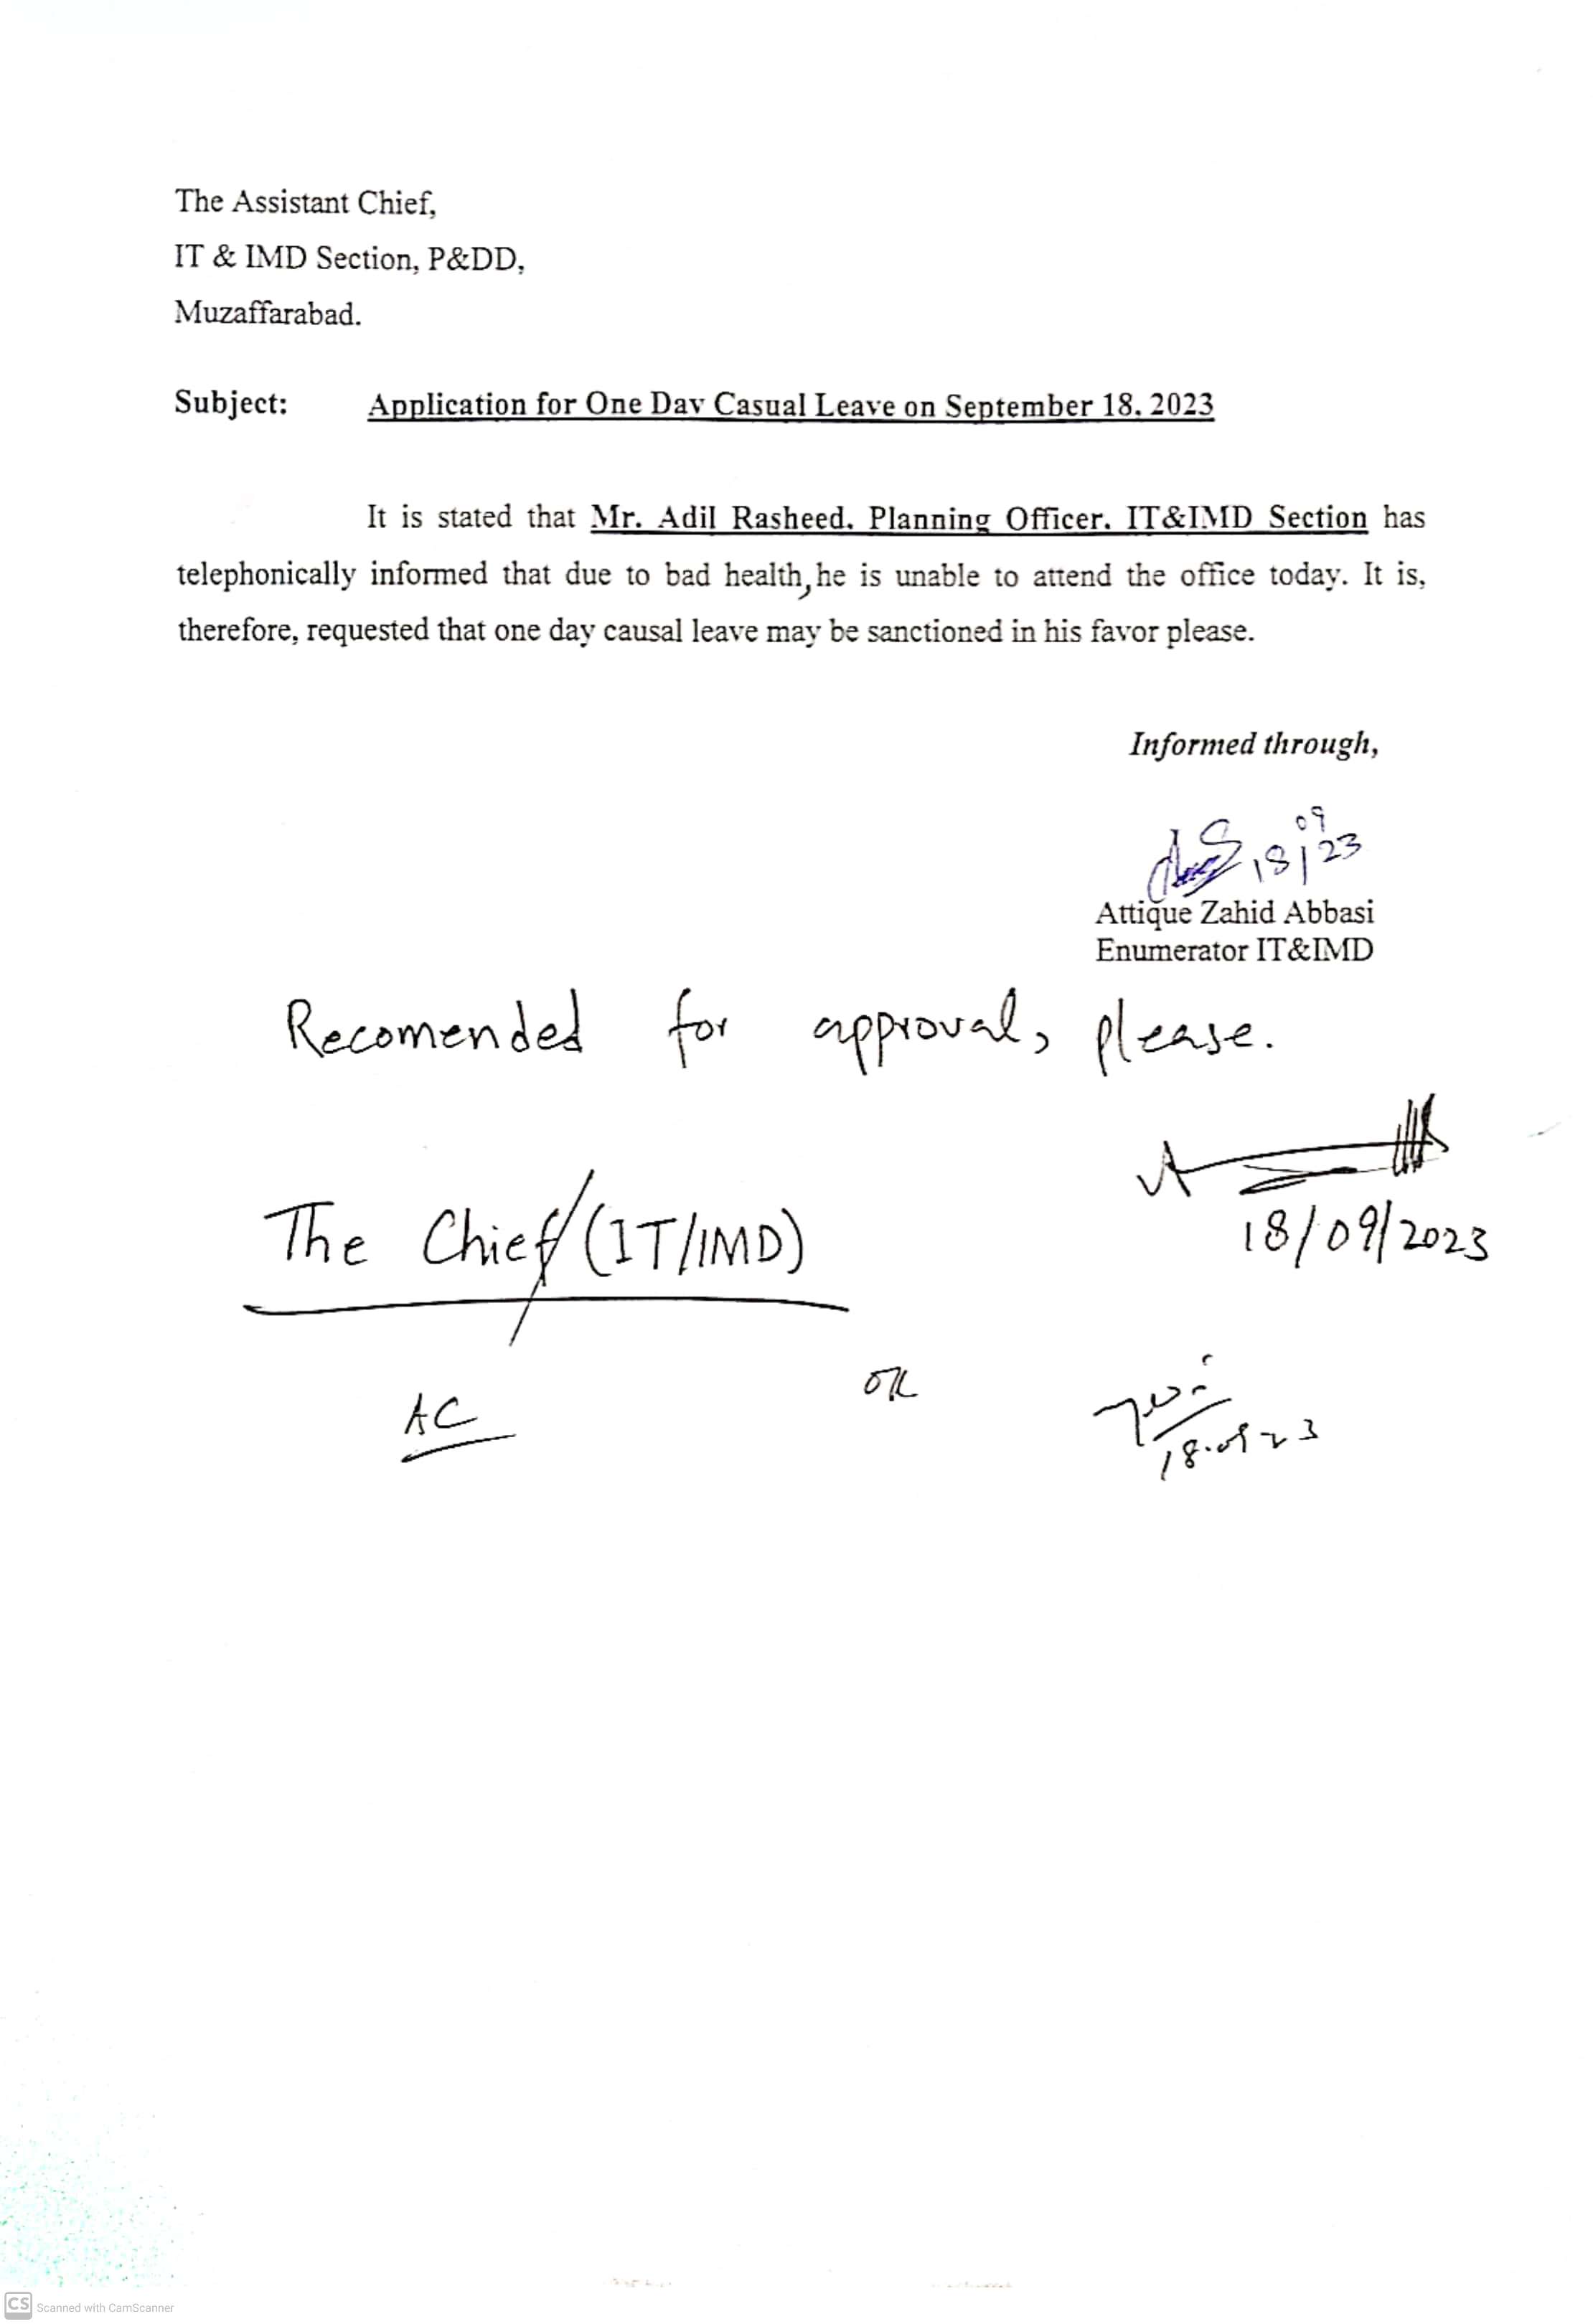 The Assistant Chief,
IT & IMD Section, P&DD,
Muzaffarabad.
Subject: Application for One Day Casual Leave on September 18, 2023
It is stated that Mr. Adil Rasheed, Planning Officer, IT&IMD Section has
telephonically informed that due to bad health, he is unable to attend the office today. It is,
therefore, requested that one day causal leave may be sanctioned in his favor please.
Informed through,
18/09/23
Attique Zahid Abbasi
Enumerator IT&IMD
Recomended for approval, please.
18/09/2023
The Chief (IT/IMD)
OK
AC
18.09.23
CS Scanned with CamScanner